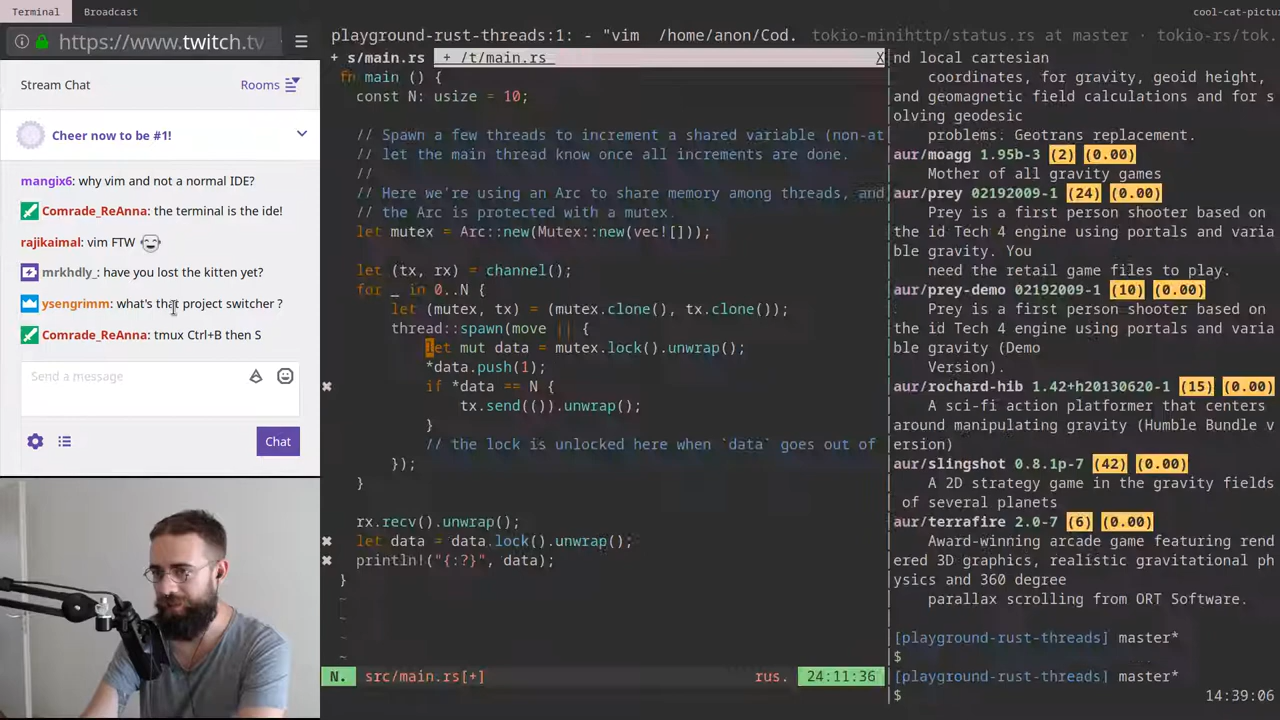 Terminal Broadcast cool-cat-pictu
https://www.twitch.tv
Stream Chat Rooms
Cheer now to be #1!
mangix6: why vim and not a normal IDE?
Comrade_ReAnna: the terminal is the ide!
rajikaimal: vim FTW
mrkhdly_: have you lost the kitten yet?
ysengrimm: what's that project switcher ?
Comrade_ReAnna: tmux Ctrl+B then S
Send a message
Chat
playground-rust-threads:1: - "vim /home/anon/Cod. tokio-minihttp/status.rs at master · tokio-rs/tok.
+ s/main.rs + /t/main.rs X
fn main () {
const N: usize = 10;
// Spawn a few threads to increment a shared variable (non-at
// let the main thread know once all increments are done.
//
// Here we're using an Arc to share memory among threads, and
// the Arc is protected with a mutex.
let mutex = Arc::new(Mutex::new(vec![]));
let (tx, rx) = channel();
for _ in 0..N {
let (mutex, tx) = (mutex.clone(), tx.clone());
thread::spawn(move || {
let mut data = mutex.lock().unwrap();
*data.push(1);
✖ if *data == N {
tx.send(()).unwrap();
}
// the lock is unlocked here when `data` goes out of
});
}
rx.recv().unwrap();
✖ let data = data.lock().unwrap();
✖ println!("{:?}", data);
}
~
~
~
~
N. src/main.rs[+] rus. 24:11:36
nd local cartesian
coordinates, for gravity, geoid height,
and geomagnetic field calculations and for s
olving geodesic
problems. Geotrans replacement.
aur/moagg 1.95b-3 (2) (0.00)
Mother of all gravity games
aur/prey 02192009-1 (24) (0.00)
Prey is a first person shooter based on
the id Tech 4 engine using portals and varia
ble gravity. You
need the retail game files to play.
aur/prey-demo 02192009-1 (10) (0.00)
Prey is a first person shooter based on
the id Tech 4 engine using portals and varia
ble gravity (Demo
Version).
aur/rochard-hib 1.42+h20130620-1 (15) (0.00)
A sci-fi action platformer that centers
around manipulating gravity (Humble Bundle v
ersion)
aur/slingshot 0.8.1p-7 (42) (0.00)
A 2D strategy game in the gravity fields
of several planets
aur/terrafire 2.0-7 (6) (0.00)
Award-winning arcade game featuring rend
ered 3D graphics, realistic gravitational ph
ysics and 360 degree
parallax scrolling from ORT Software.
[playground-rust-threads] master*
$
[playground-rust-threads] master*
$ 14:39:06